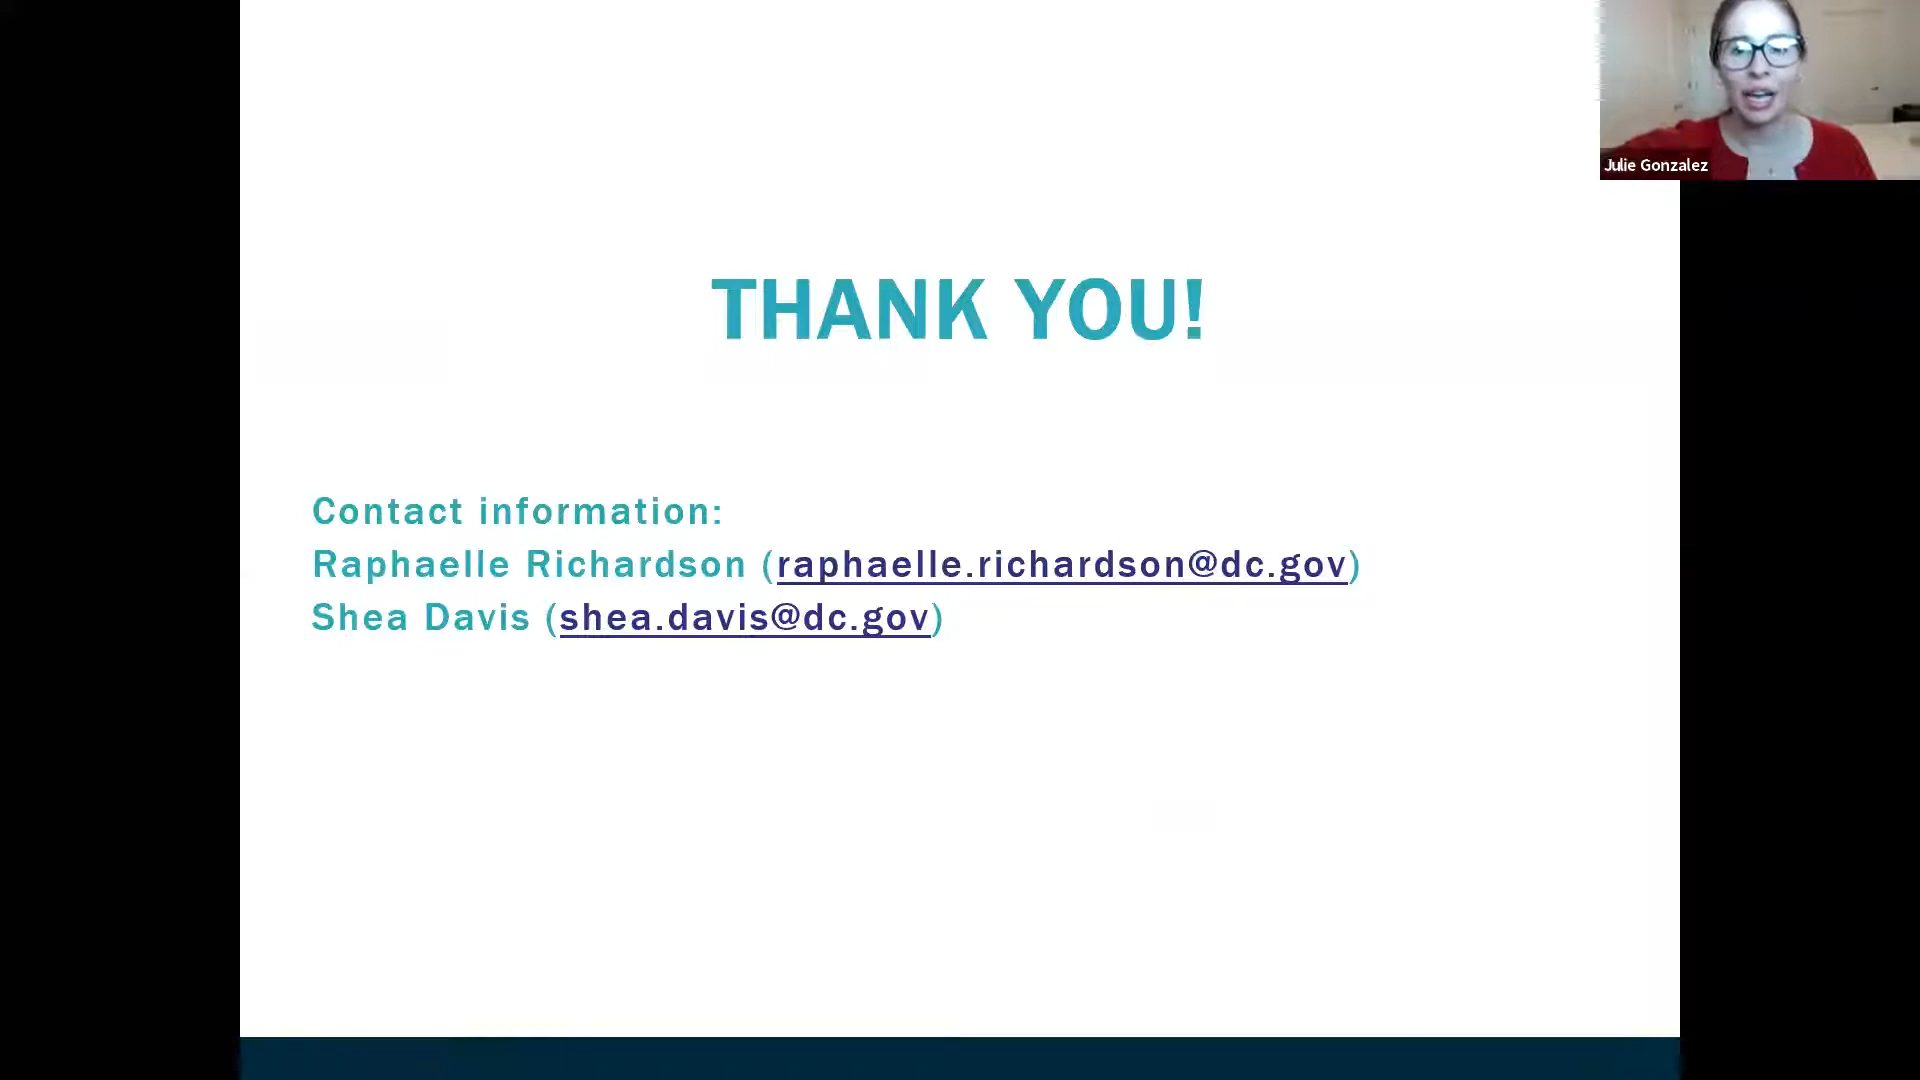 Julie Gonzalez
THANK YOU!
Contact information:
Raphaelle Richardson (raphaelle.richardson@dc.gov)
Shea Davis (shea.davis@dc.gov)